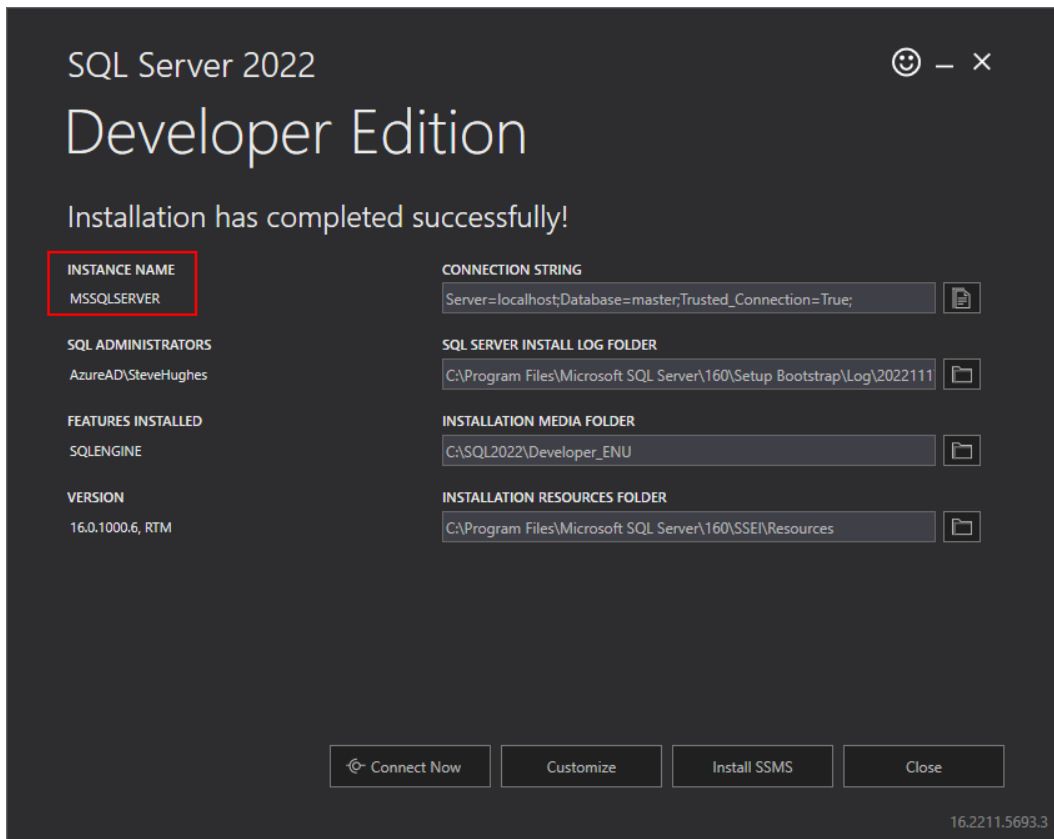 SQL Server 2022
Developer Edition
Installation has completed successfully!
INSTANCE NAME
MSSQLSERVER
CONNECTION STRING
Server=localhost;Database=master;Trusted_Connection=True;
SQL ADMINISTRATORS
AzureAD\SteveHughes
SQL SERVER INSTALL LOG FOLDER
C:\Program Files\Microsoft SQL Server\160\Setup Bootstrap\Log\2022111
FEATURES INSTALLED
SQLENGINE
INSTALLATION MEDIA FOLDER
C:\SQL2022\Developer_ENU
VERSION
16.0.1000.6, RTM
INSTALLATION RESOURCES FOLDER
C:\Program Files\Microsoft SQL Server\160\SSEI\Resources
Connect Now
Customize
Install SSMS
Close
16.2211.5693.3